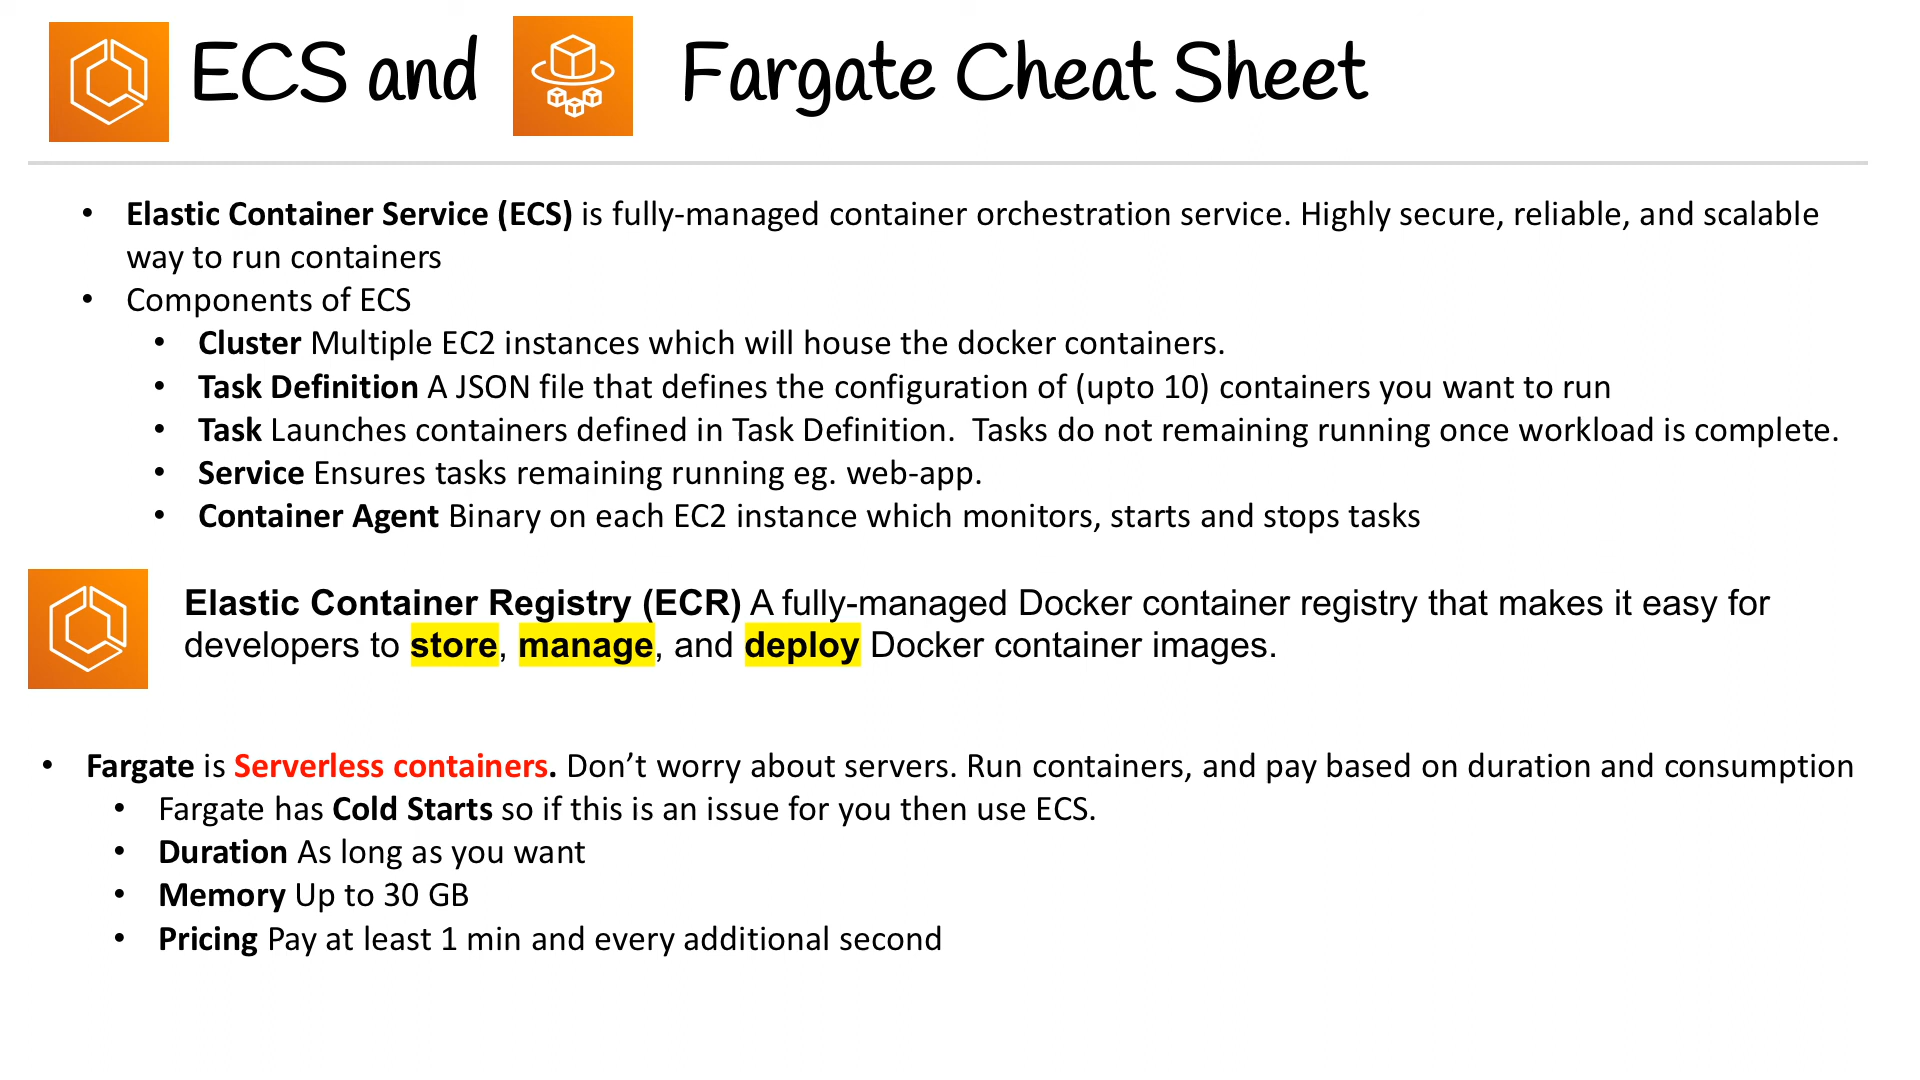 ECS and Fargate Cheat Sheet
• Elastic Container Service (ECS) is fully-managed container orchestration service. Highly secure, reliable, and scalable
way to run containers
• Components of ECS
• Cluster Multiple EC2 instances which will house the docker containers.
• Task Definition A JSON file that defines the configuration of (upto 10) containers you want to run
• Task Launches containers defined in Task Definition.  Tasks do not remaining running once workload is complete.
• Service Ensures tasks remaining running eg. web-app.
• Container Agent Binary on each EC2 instance which monitors, starts and stops tasks
Elastic Container Registry (ECR) A fully-managed Docker container registry that makes it easy for
developers to store, manage, and deploy Docker container images.
• Fargate is Serverless containers. Don’t worry about servers. Run containers, and pay based on duration and consumption
• Fargate has Cold Starts so if this is an issue for you then use ECS.
• Duration As long as you want
• Memory Up to 30 GB
• Pricing Pay at least 1 min and every additional second